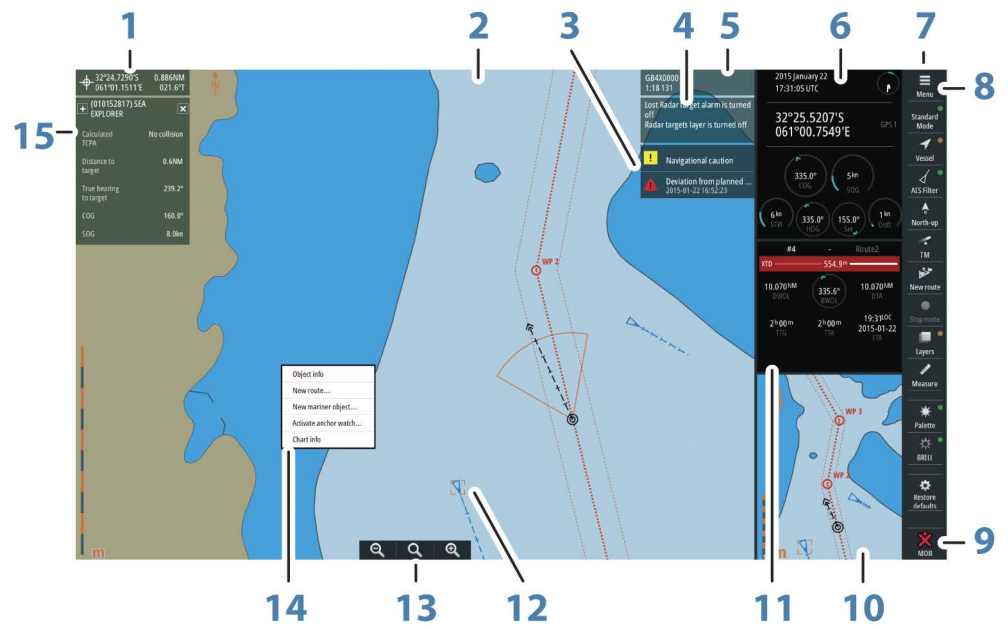 1
2
3
4
5
6
7
8
9
10
11
12
13
14
15
32°24.7290'S 0.886NM
061°01.1511'E 021.6°T
(010152817) SEA
EXPLORER
Calculated No collision
TCPA
Distance to 0.6NM
target
True bearing 239.2°
to target
COG 160.0°
SOG 8.0kn
m
Object info
New route...
New mariner object...
Activate anchor watch...
Chart info
WP 2
GB4X0000
1:18 131
Lost Radar target alarm is turned
off
Radar targets layer is turned off
Navigational caution
Deviation from planned ...
2015-01-22 16:52:23
2015 January 22
17:31:05 UTC
32°25.5207'S
061°00.7549'E
GPS 1
335.0°
COG
5 kn
SOG
6 kn
STW
335.0°
HDG
155.0°
Set
1 kn
Drift
#4 - Route2
XTD 554.9m
10.070NM
DWOL
335.6°
BWOL
10.070NM
DTA
2h00m
TTG
2h00m
TTA
19:31LOC
2015-01-22
ETA
WP 3
WP 2
m
Menu
Standard
Mode
Vessel
AIS Filter
North-up
TM
New route
Stop route
Layers
Measure
Palette
BRILL
Restore
defaults
MOB